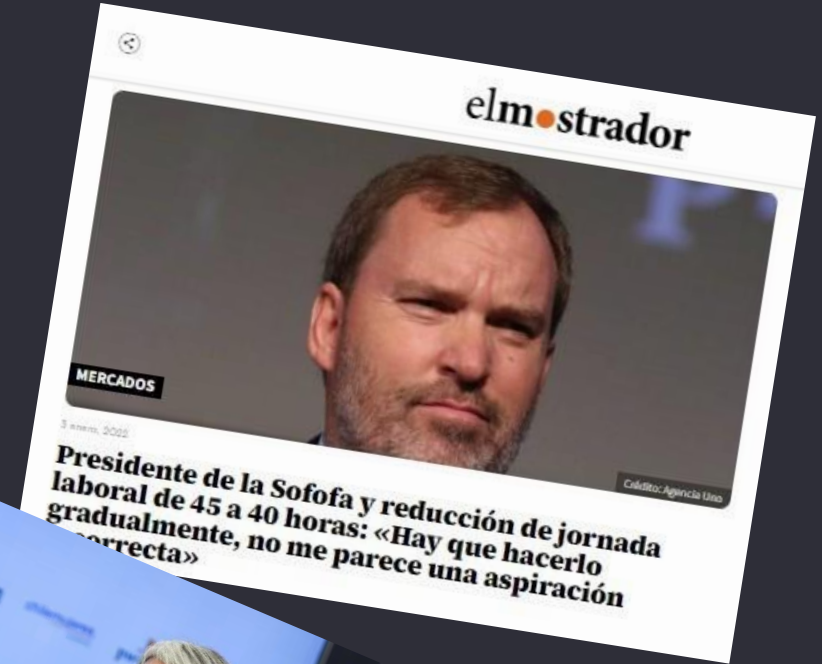 elmostrador
P
MERCADOS
3 enero, 2022
Crédito: Agencia Uno
Presidente de la Sofofa y reducción de jornada
laboral de 45 a 40 horas: «Hay que hacerlo
gradualmente, no me parece una aspiración
correcta»